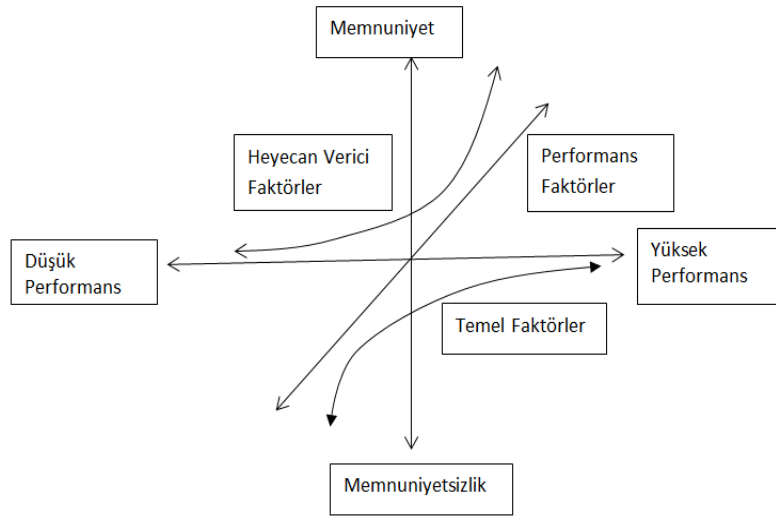 Memnuniyet
Heyecan Verici
Faktörler
Performans
Faktörler
Düşük
Performans
Yüksek
Performans
Temel Faktörler
Memnuniyetsizlik